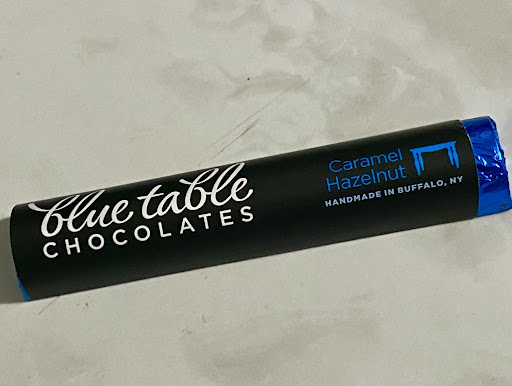 blue table
CHOCOLATES
Caramel
Hazelnut
HANDMADE IN BUFFALO, NY